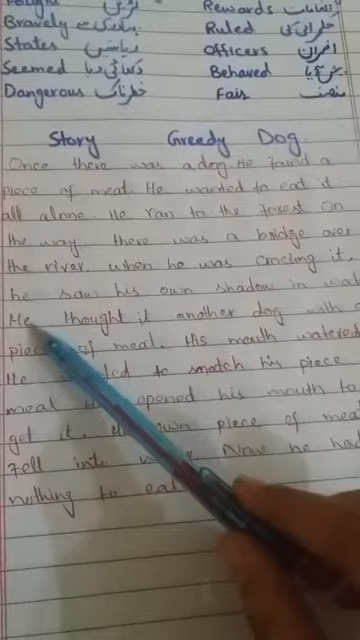 Rewards
Bravely بہادری سے Ruled حکمرانی کی
States ریاستیں Officers افسران
Seemed دکھائی دیا Behaved پیش آیا
Dangerous خطرناک Fair منصف
Story Greedy Dog
Once there was a dog. He found a
piece of meat. He wanted to eat it
all alone. He ran to the forest On
the way there was a bridge over
the river. when he was crocing it,
he saw his own shadow in wat
He thought it another dog with a
piece of meat. His mouth watered
He to snatch his piece
meat opened his mouth to
get it. own piece of mea
Fell into Now he had
nothing to eat